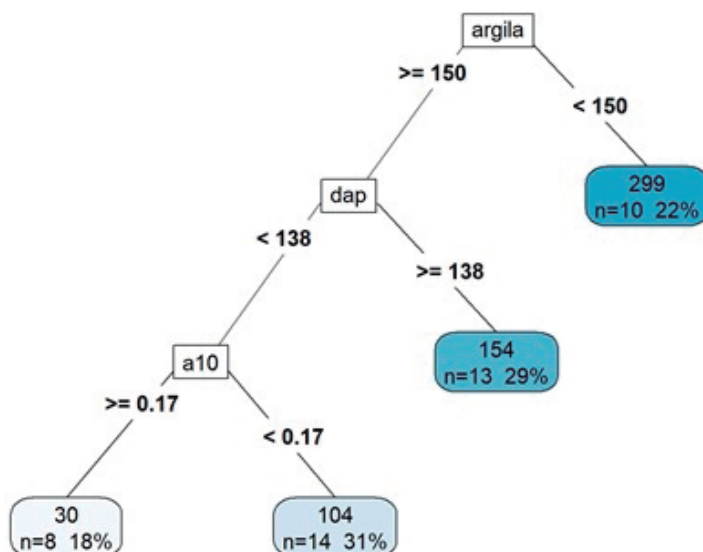 argila
>= 150
< 150
299
n=10 22%
dap
< 138
>= 138
154
n=13 29%
a10
>= 0.17
< 0.17
30
n=8 18%
104
n=14 31%